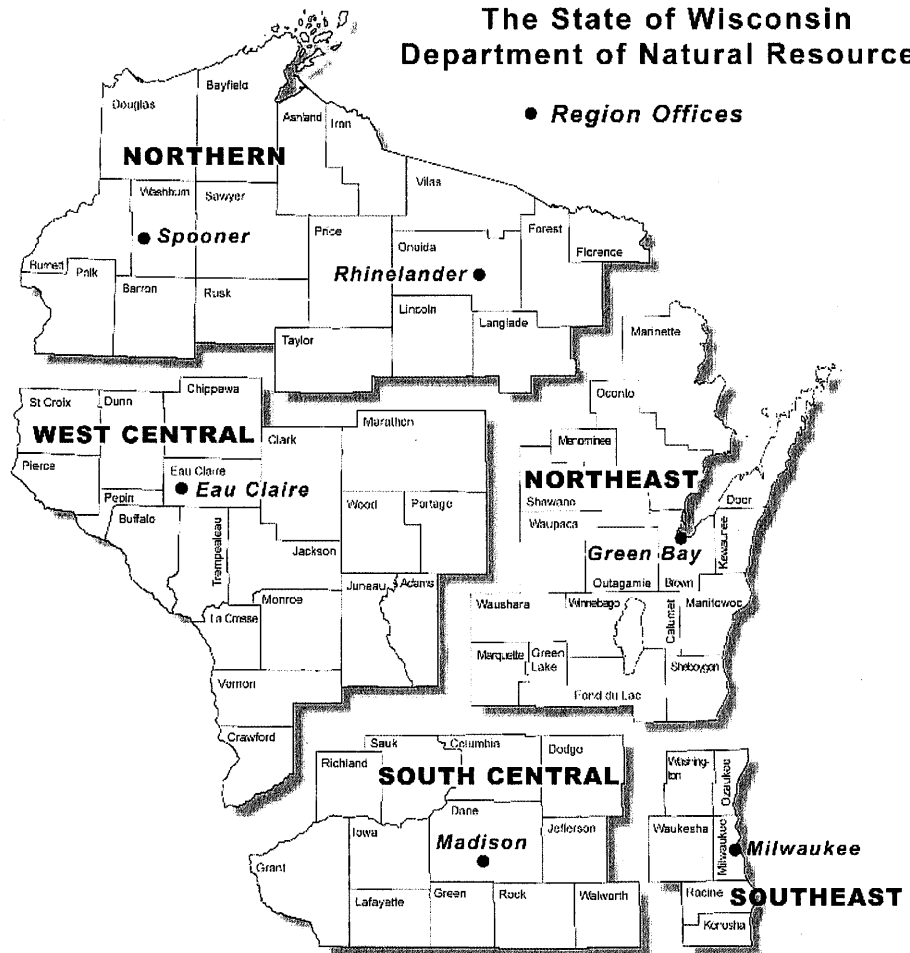 The State of Wisconsin
Department of Natural Resource
Region Offices
Douglas
Bayfield
Ashland
Iron
NORTHERN
Vilas
Washburn
Sawyer
Price
Oneida
Forest
Florence
Spooner
Rhinelander
Burnett
Polk
Barron
Rusk
Lincoln
Langlade
Taylor
Marinette
Chippewa
St Croix
Dunn
Oconto
Marathon
WEST CENTRAL
Clark
Menominee
Pierce
Eau Claire
Eau Claire
NORTHEAST
Door
Pepin
Wood
Portage
Shawano
Buffalo
Waupaca
Kewaunee
Trempealeau
Jackson
Green Bay
Juneau
Adams
Outagamie
Brown
Monroe
La Crosse
Waushara
Winnebago
Calumet
Manitowoc
Marquette
Green
Lake
Sheboygan
Vernon
Fond du Lac
Crawford
Sauk
Columbia
Dodge
Richland
SOUTH CENTRAL
Washing-
ton
Ozaukee
Dane
Iowa
Jefferson
Waukesha
Milwaukee
Madison
Milwaukee
Grant
Lafayette
Green
Rock
Walworth
Racine
SOUTHEAST
Kenosha